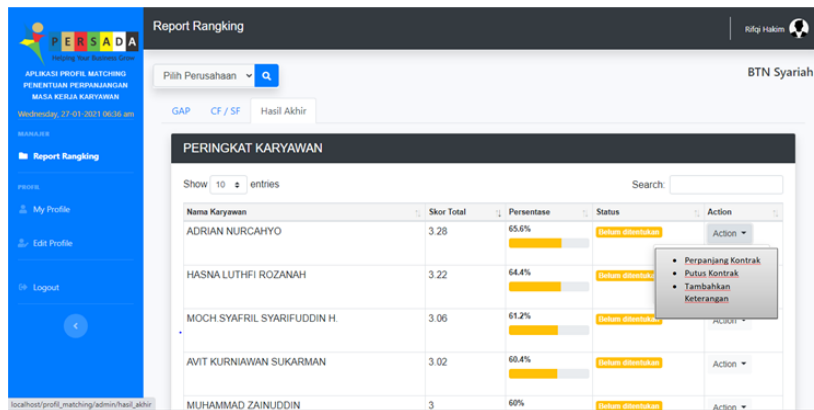 Report Rangking
Rifqi Hakim
PERSADA
Helping Your Business Grow
APLIKASI PROFIL MATCHING
PENENTUAN PERPANJANGAN
MASA KERJA KARYAWAN
Wednesday, 27-01-2021 06:36 am
MANAJER
Report Rangking
PROFIL
My Profile
Edit Profile
Logout
Pilih Perusahaan
BTN Syariah
GAP CF / SF Hasil Akhir
PERINGKAT KARYAWAN
Show 10 entries Search:
Nama Karyawan Skor Total Persentase Status Action
ADRIAN NURCAHYO 3.28 65.6% Belum ditentukan Action
HASNA LUTHFI ROZANAH 3.22 64.4% Belum ditentuka
Perpanjang Kontrak
Putus Kontrak
Tambahkan
Keterangan
MOCH.SYAFRIL SYARIFUDDIN H. 3.06 61.2% Belum ditentukan Action
AVIT KURNIAWAN SUKARMAN 3.02 60.4% Belum ditentukan Action
MUHAMMAD ZAINUDDIN 3 60% Belum ditentukan Action
localhost/profil_matching/admin/hasil_akhir